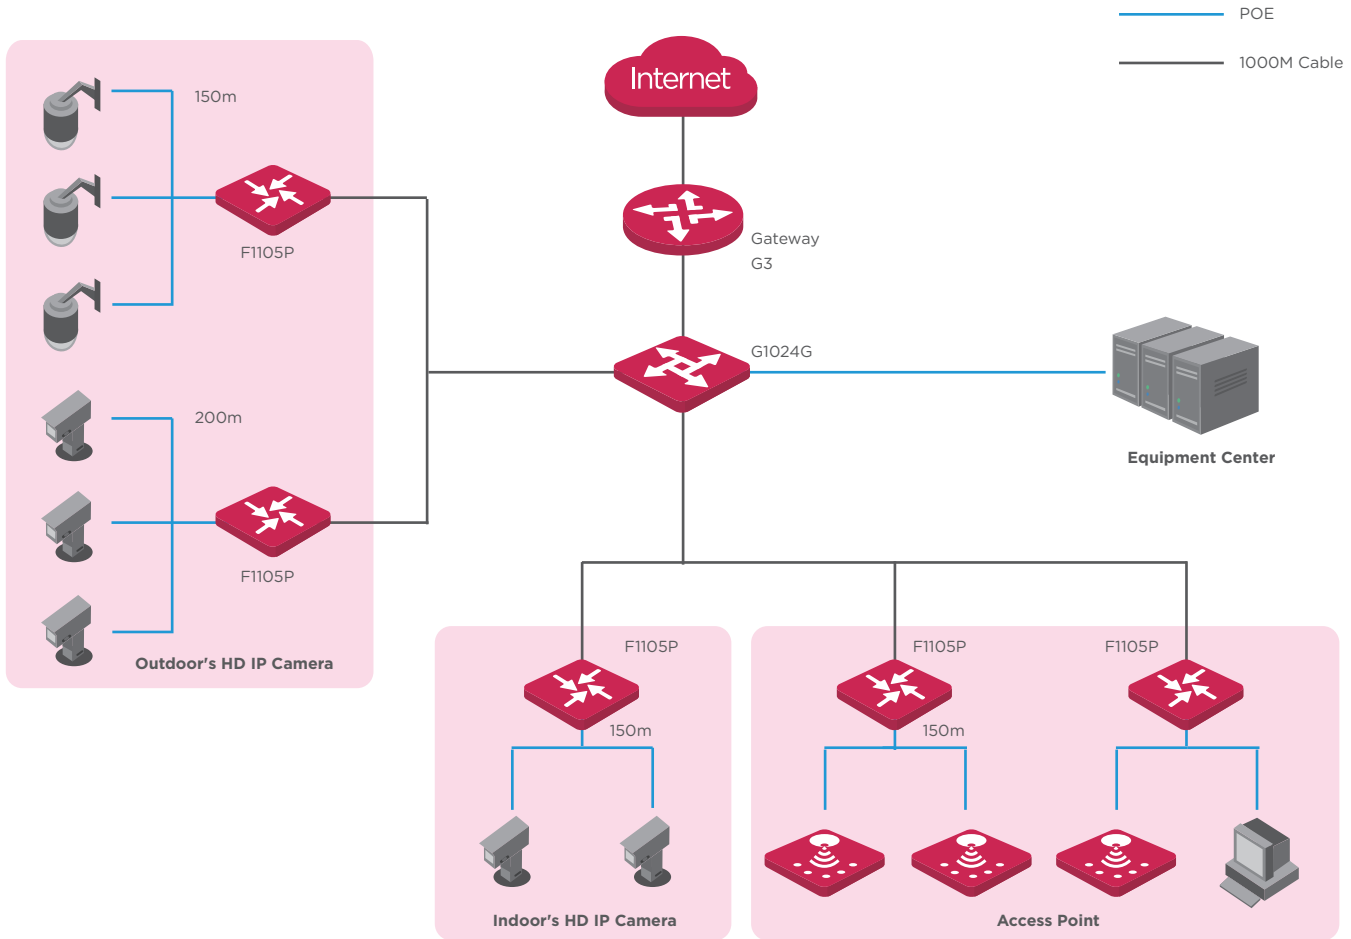 POE
1000M Cable
Internet
150m
F1105P
Gateway
G3
G1024G
200m
F1105P
Equipment Center
Outdoor's HD IP Camera
F1105P
F1105P
F1105P
150m
150m
Indoor's HD IP Camera
Access Point